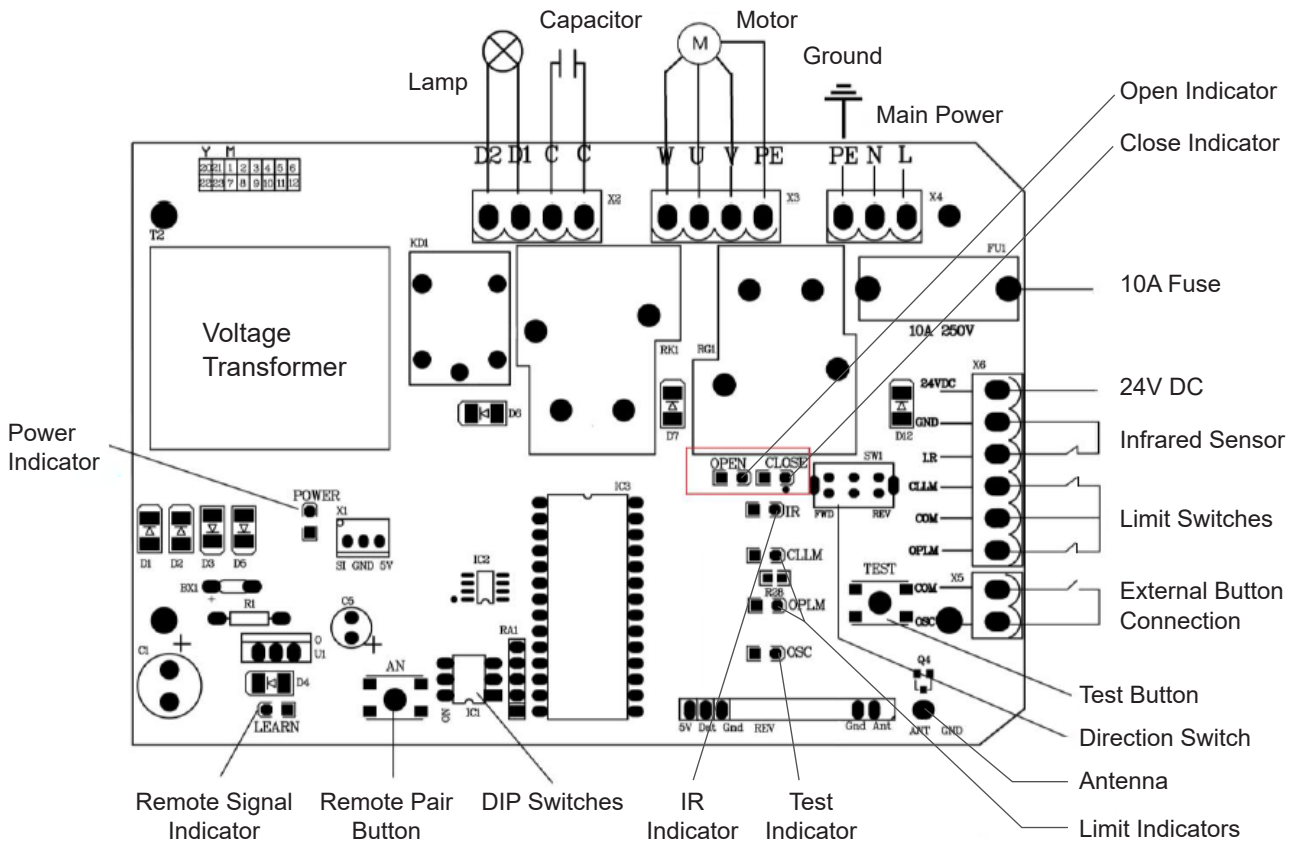 Capacitor
Motor
Lamp
M
Ground
Main Power
Open Indicator
Close Indicator
Y M
20 21 1 2 3 4 5 6
22 23 7 8 9 10 11 12
D2 D1 C C
W U V PE
PE N L
X2
X3
X4
T2
KD1
FU1
10A Fuse
10A 250V
Voltage
Transformer
RK1
RG1
X6
24VDC
24V DC
D6
D7
D12
GND
Infrared Sensor
I.R
Power
Indicator
OPEN CLOSE
SW1
CLLM
POWER
IC3
FWD REV
COM
Limit Switches
X1
IR
OPLM
D1 D2 D3 D5
SI GND 5V
IC2
CLLM
TEST
BX1
+
R28
COM
X5
External Button
Connection
R1
C5
OPLM
OSC
+
RA1
O
U1
C1
+
AN
OSC
Q4
D4
ON
IC1
Test Button
LEARN
5V Dat Gnd REV Gnd Ant
ANT GND
Direction Switch
Antenna
Remote Signal
Indicator
Remote Pair
Button
DIP Switches
IR
Indicator
Test
Indicator
Limit Indicators